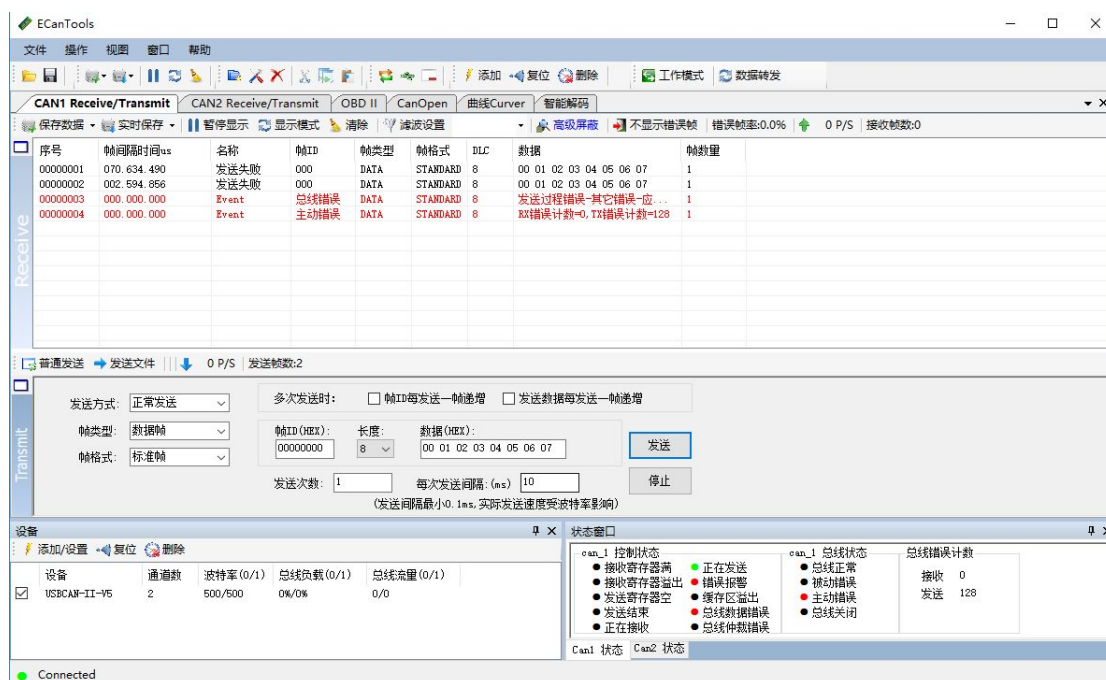 ECanTools
文件 操作 视图 窗口 帮助
添加 复位 删除 工作模式 数据转发
CAN1 Receive/Transmit CAN2 Receive/Transmit OBD II CanOpen 曲线Curver 智能解码
保存数据 实时保存 暂停显示 显示模式 清除 滤波设置 高级屏蔽 不显示错误帧 错误帧率:0.0% 0 P/S 接收帧数:0
序号 帧间隔时间us 名称 帧ID 帧类型 帧格式 DLC 数据 帧数量
00000001 070.634.490 发送失败 000 DATA STANDARD 8 00 01 02 03 04 05 06 07 1
00000002 002.594.856 发送失败 000 DATA STANDARD 8 00 01 02 03 04 05 06 07 1
00000003 000.000.000 Event 总线错误 DATA STANDARD 8 发送过程错误-其它错误-应... 1
00000004 000.000.000 Event 主动错误 DATA STANDARD 8 RX错误计数=0,TX错误计数=128 1
Receive
普通发送 发送文件 0 P/S 发送帧数:2
发送方式: 正常发送 多次发送时: 帧ID每发送一帧递增 发送数据每发送一帧递增
帧类型: 数据帧 帧ID(HEX): 长度: 数据(HEX):
00000000 8 00 01 02 03 04 05 06 07 发送
帧格式: 标准帧
发送次数: 1 每次发送间隔:(ms) 10 停止
(发送间隔最小0.1ms,实际发送速度受波特率影响)
Transmit
设备
添加/设置 复位 删除
设备 通道数 波特率(0/1) 总线负载(0/1) 总线流量(0/1)
USBCAN-II-V5 2 500/500 0%/0% 0/0
状态窗口
can_1 控制状态 can_1 总线状态 总线错误计数
接收寄存器满 正在发送 总线正常 接收 0
接收寄存器溢出 错误报警 被动错误 发送 128
发送寄存器空 缓存区溢出 主动错误
发送结束 总线数据错误 总线关闭
正在接收 总线仲裁错误
Can1 状态 Can2 状态
Connected